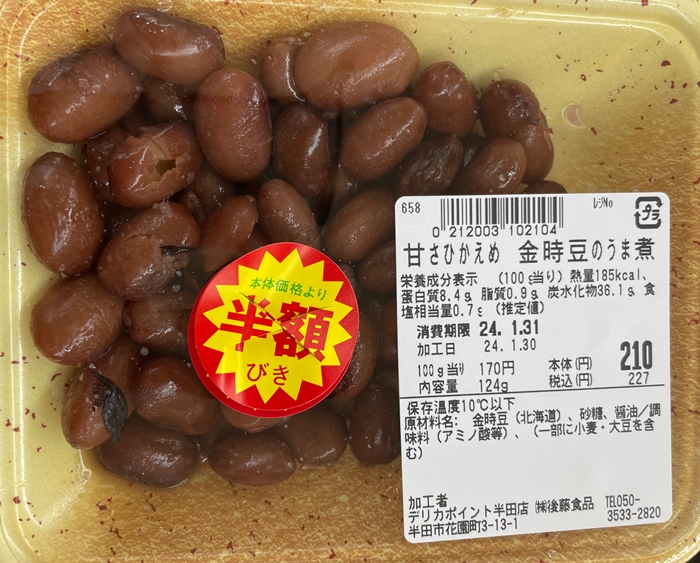 658
レジNo
0 212003 102104
プラ
甘さひかえめ 金時豆のうま煮
栄養成分表示 (100g当り) 熱量185kcal、
蛋白質8.4g 脂質0.9g 炭水化物36.1g 食
塩相当量0.7g (推定値)
消費期限 24. 1.31
加工日 24. 1.30
100g当り 170円 本体(円) 210
内容量 124g 税込(円) 227
保存温度10℃以下
原材料名: 金時豆(北海道)、砂糖、醤油/調
味料(アミノ酸等)、(一部に小麦・大豆を含
む)
加工者
デリカポイント半田店 ㈱後藤食品 TEL050-
半田市花園町3-13-1 3533-2820
本体価格より
半額
びき